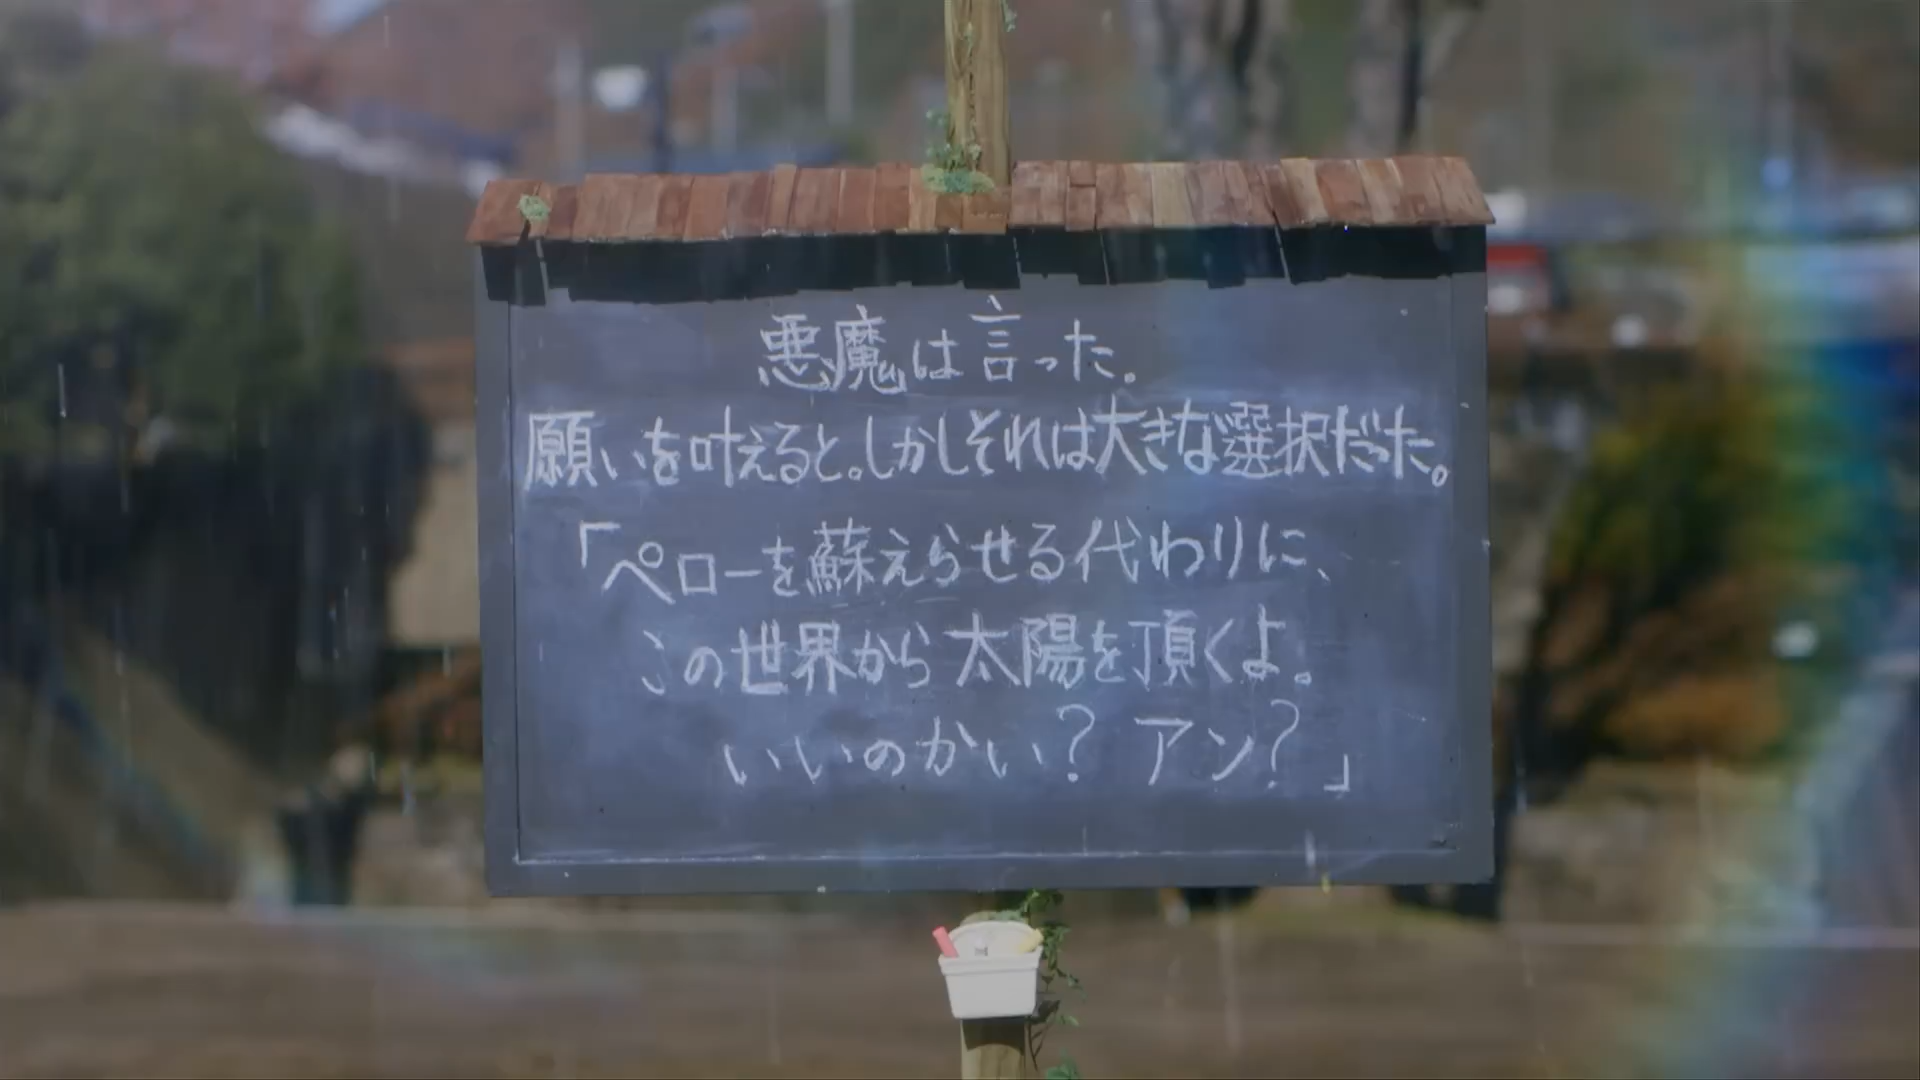 悪魔は言った。
願いを叶えると。しかしそれは大きな選択だった。
「ペローを蘇えらせる代わりに、
この世界から太陽を頂くよ。
いいのかい？ アン？」